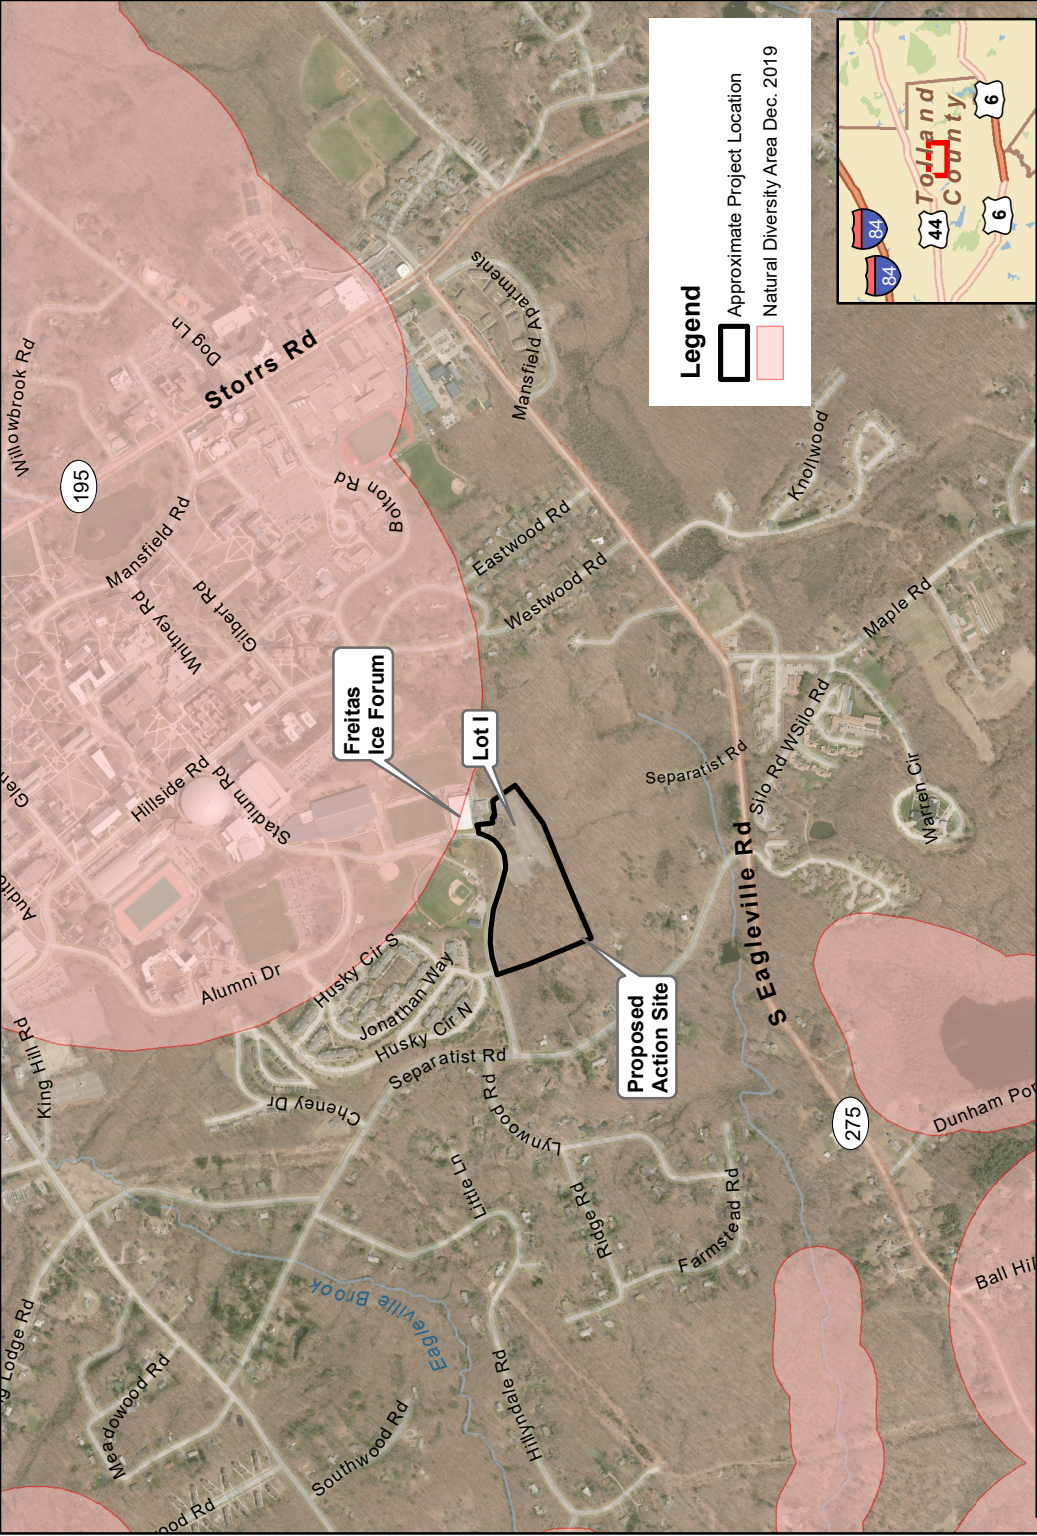 Willowbrook Rd
Dog Ln
Storrs Rd
195
Mansfield Rd
Bolton Rd
Whitney Rd
Gilbert Rd
Eastwood Rd
Westwood Rd
Mansfield Apartments
Knollwood
Maple Rd
Freitas
Ice Forum
Lot I
Hillside Rd
Stadium Rd
Separatist Rd
Silo Rd
W Silo Rd
Warren Cir
S Eagleville Rd
Alumni Dr
Husky Cir S
Jonathan Way
Husky Cir N
Separatist Rd
Proposed
Action Site
King Hill Rd
Cheney Dr
Lynwood Rd
Little Ln
Ridge Rd
Farmstead Rd
275
Eagleville Brook
Lodge Rd
Meadowood Rd
Southwood Rd
Hillyndale Rd
Legend
Approximate Project Location
Natural Diversity Area Dec. 2019
84
84
44
6
6
Tolland
County